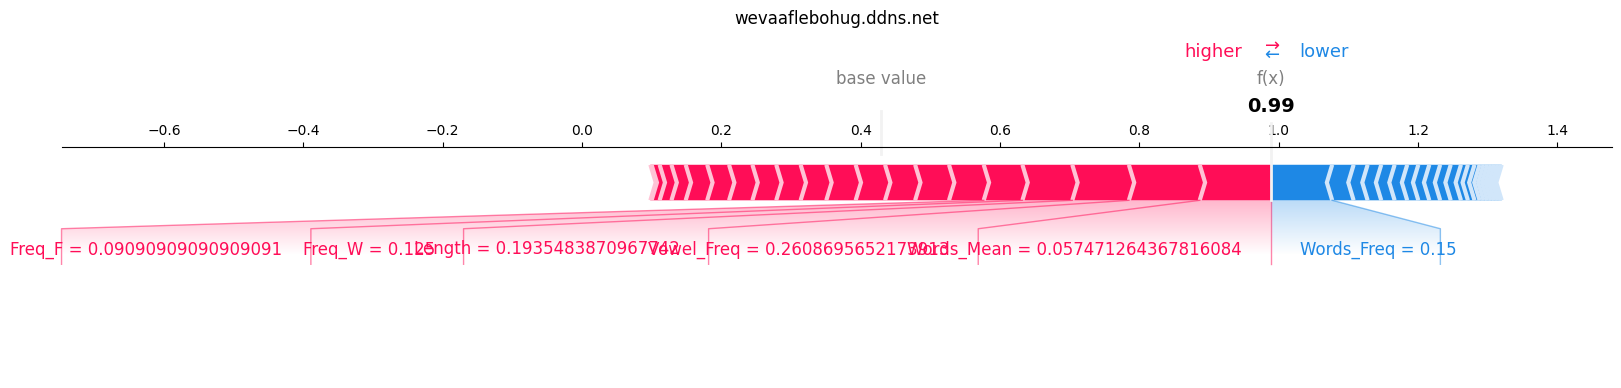 wevaaflebohug.ddns.net
higher ⇄ lower
base value f(x)
0.99
−0.6 −0.4 −0.2 0.0 0.2 0.4 0.6 0.8 1.0 1.2 1.4
Freq_F = 0.09090909090909091 Freq_W = 0.125 Length = 0.1935483870967742 Vowel_Freq = 0.2608695652173913 Words_Mean = 0.057471264367816084 Words_Freq = 0.15